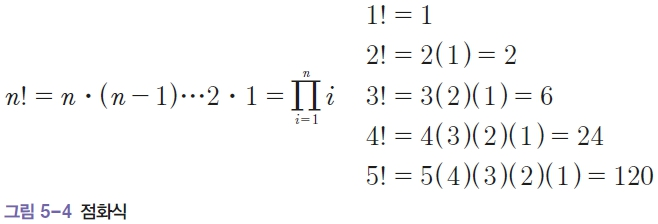 1! = 1
2! = 2(1) = 2
n! = n · (n − 1)⋯2 · 1 = ∏_{i=1}^{n} i
3! = 3(2)(1) = 6
4! = 4(3)(2)(1) = 24
5! = 5(4)(3)(2)(1) = 120
그림 5-4 점화식